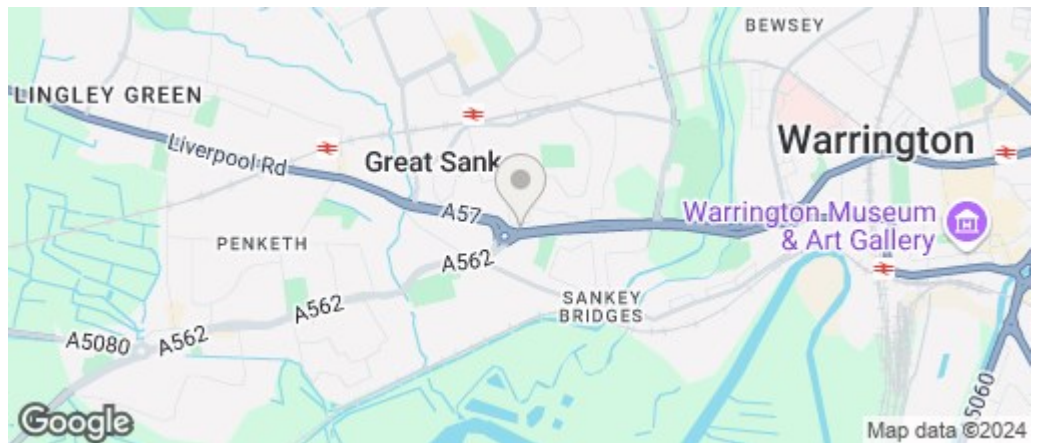 BEWSEY
LINGLEY GREEN
Liverpool Rd
Warrington
Great Sank
A57
Warrington Museum
& Art Gallery
PENKETH
A562
SANKEY
BRIDGES
A562
A562
A5080
5060
Google
Map data ©2024